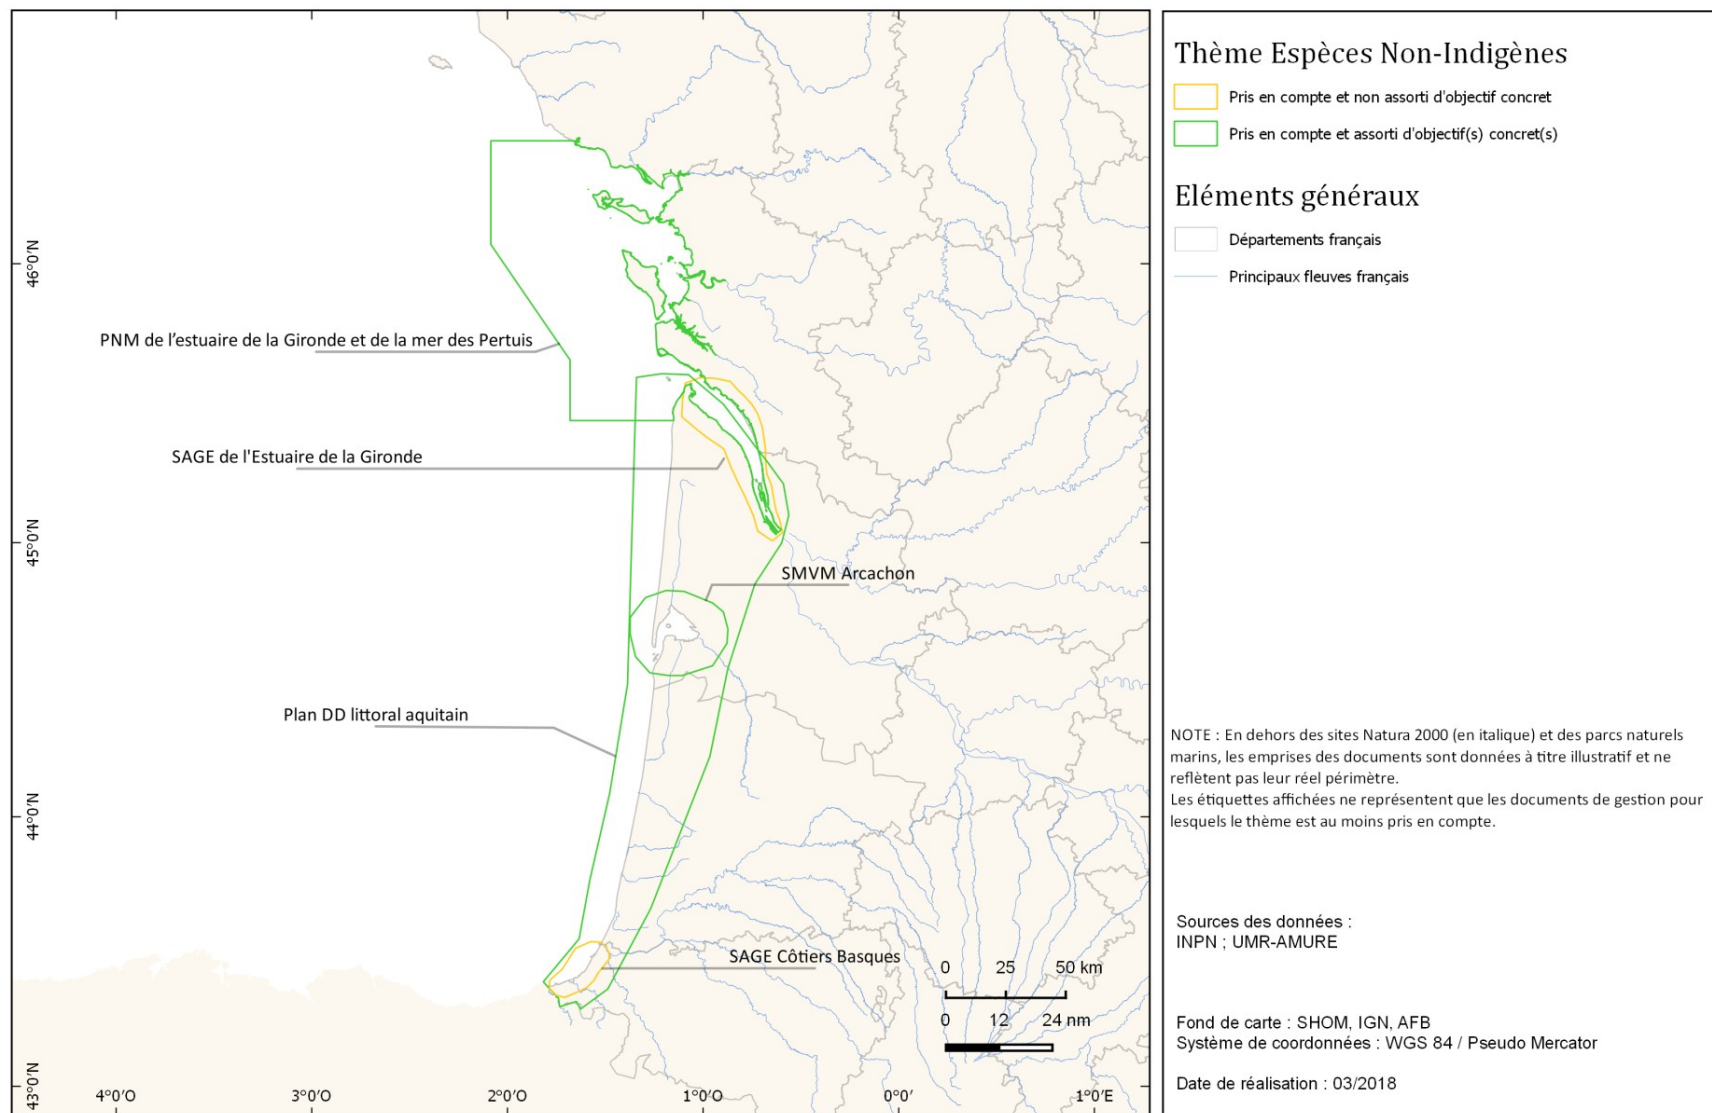 PNM de l'estuaire de la Gironde et de la mer des Pertuis
SAGE de l'Estuaire de la Gironde
SMVM Arcachon
Plan DD littoral aquitain
SAGE Côtiers Basques
46°0'N
45°0'N
44°0'N
43°0'N
4°0'O
3°0'O
2°0'O
1°0'O
0°0'
1°0'E
0 25 50 km
0 12 24 nm
Thème Espèces Non-Indigènes
Pris en compte et non assorti d'objectif concret
Pris en compte et assorti d'objectif(s) concret(s)
Eléments généraux
Départements français
Principaux fleuves français
NOTE : En dehors des sites Natura 2000 (en italique) et des parcs naturels
marins, les emprises des documents sont données à titre illustratif et ne
reflètent pas leur réel périmètre.
Les étiquettes affichées ne représentent que les documents de gestion pour
lesquels le thème est au moins pris en compte.
Sources des données :
INPN ; UMR-AMURE
Fond de carte : SHOM, IGN, AFB
Système de coordonnées : WGS 84 / Pseudo Mercator
Date de réalisation : 03/2018